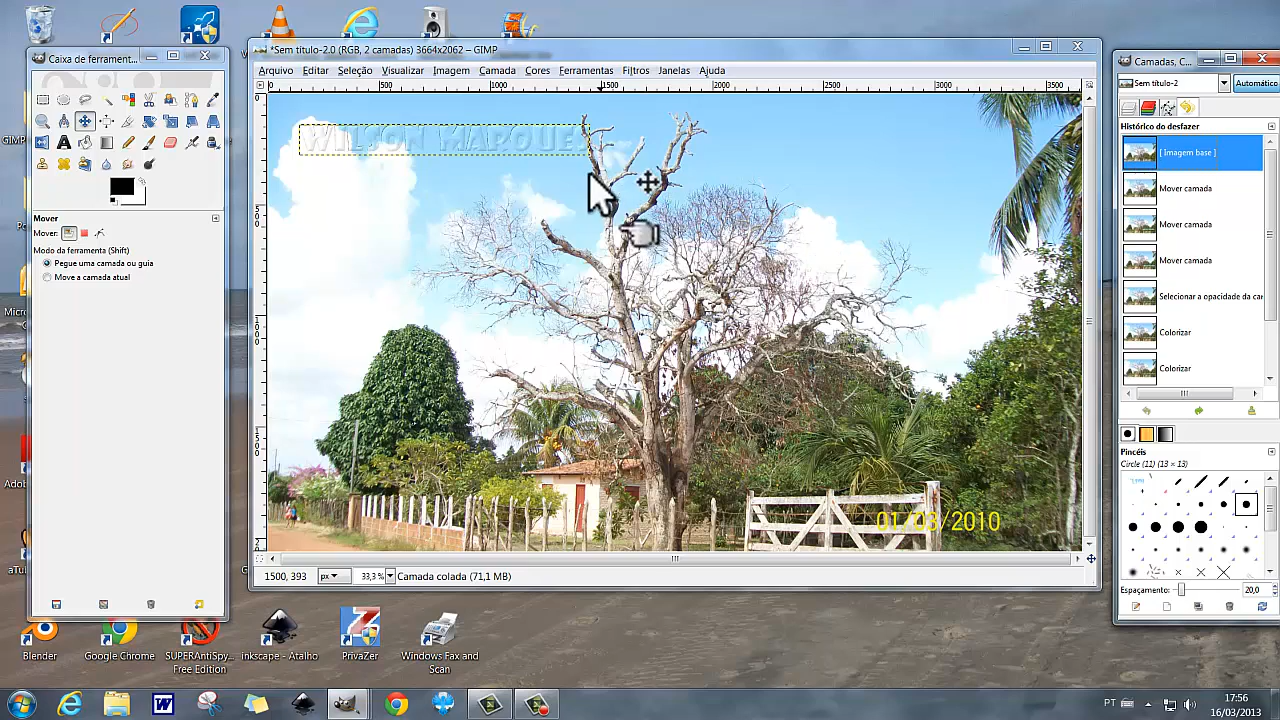 Caixa de ferrament...
*Sem título-2.0 (RGB, 2 camadas) 3664x2062 – GIMP
Camadas, C...
Arquivo Editar Seleção Visualizar Imagem Camada Cores Ferramentas Filtros Janelas Ajuda
Sem título-2
Automático
0 500 1000 1500 2000 2500 3000 3500
WILSON MARQUES
Histórico do desfazer
[ Imagem base ]
Mover camada
Mover camada
Mover camada
Selecionar a opacidade da car
Colorizar
Colorizar
Mover
Mover:
Modo da ferramenta (Shift)
Pegue uma camada ou guia
Move a camada atual
01/03/2010
Pincéis
Circle (11) (13 × 13)
Espaçamento: 20,0
1500, 393 px 33,3 % Camada colada (71,1 MB)
Blender
Google Chrome
SUPERAntiSpy...
Free Edition
inkscape - Atalho
PrivaZer
Windows Fax and
Scan
PT
17:56
16/03/2013